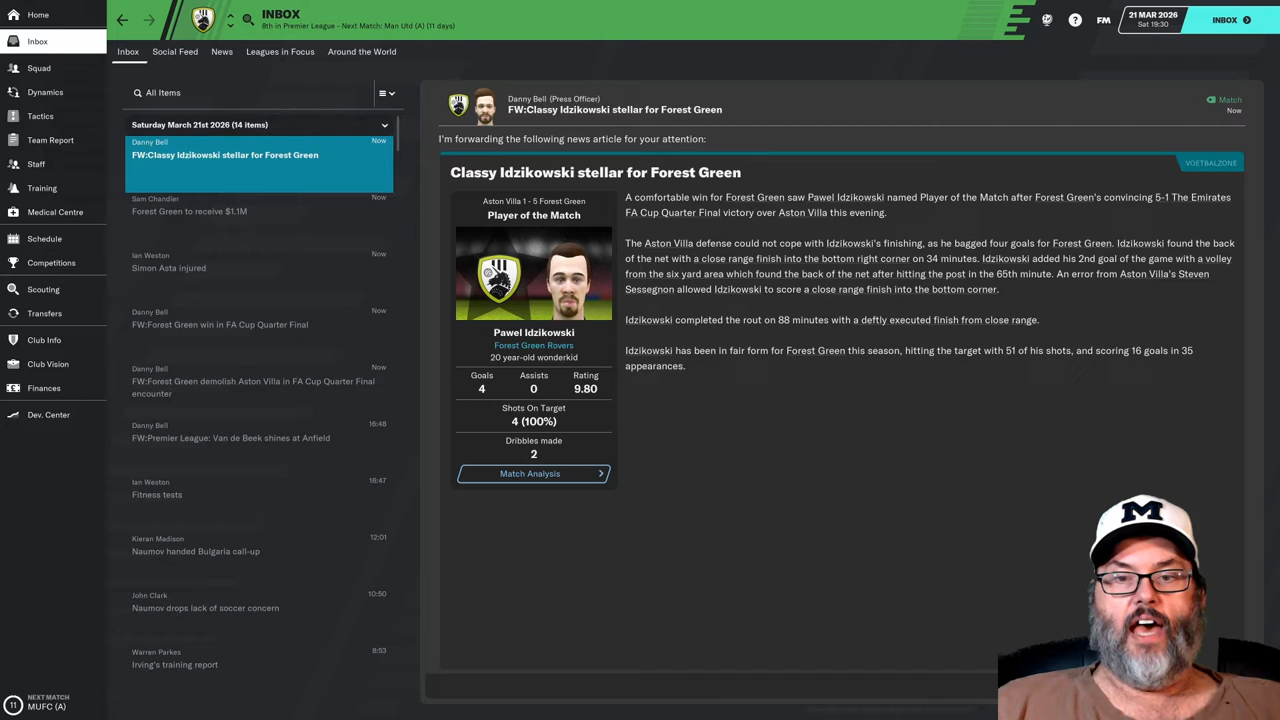 Home
Inbox
Squad
Dynamics
Tactics
Team Report
Staff
Training
Medical Centre
Schedule
Competitions
Scouting
Transfers
Club Info
Club Vision
Finances
Dev. Center
NEXT MATCH
11
MUFC (A)
INBOX
8th in Premier League - Next Match: Man Utd (A) (11 days)
?
FM
21 MAR 2026
Sat 19:30
INBOX
Inbox
Social Feed
News
Leagues in Focus
Around the World
All Items
Saturday March 21st 2026 (14 items)
Danny Bell
Now
FW:Classy Idzikowski stellar for Forest Green
Sam Chandler
Now
Forest Green to receive $1.1M
Ian Weston
Now
Simon Asta injured
Danny Bell
Now
FW:Forest Green win in FA Cup Quarter Final
Danny Bell
Now
FW:Forest Green demolish Aston Villa in FA Cup Quarter Final
encounter
Danny Bell
16:48
FW:Premier League: Van de Beek shines at Anfield
Ian Weston
16:47
Fitness tests
Kieran Madison
12:01
Naumov handed Bulgaria call-up
John Clark
10:50
Naumov drops lack of soccer concern
Warren Parkes
8:53
Irving's training report
Danny Bell (Press Officer)
FW:Classy Idzikowski stellar for Forest Green
Match
Now
I'm forwarding the following news article for your attention:
VOETBALZONE
Classy Idzikowski stellar for Forest Green
Aston Villa 1 - 5 Forest Green
Player of the Match
Pawel Idzikowski
Forest Green Rovers
20 year-old wonderkid
Goals
Assists
Rating
4
0
9.80
Shots On Target
4 (100%)
Dribbles made
2
Match Analysis
A comfortable win for Forest Green saw Pawel Idzikowski named Player of the Match after Forest Green's convincing 5-1 The Emirates
FA Cup Quarter Final victory over Aston Villa this evening.
The Aston Villa defense could not cope with Idzikowski's finishing, as he bagged four goals for Forest Green. Idzikowski found the back
of the net with a close range finish into the bottom right corner on 34 minutes. Idzikowski added his 2nd goal of the game with a volley
from the six yard area which found the back of the net after hitting the post in the 65th minute. An error from Aston Villa's Steven
Sessegnon allowed Idzikowski to score a close range finish into the bottom corner.
Idzikowski completed the rout on 88 minutes with a deftly executed finish from close range.
Idzikowski has been in fair form for Forest Green this season, hitting the target with 51 of his shots, and scoring 16 goals in 35
appearances.
M